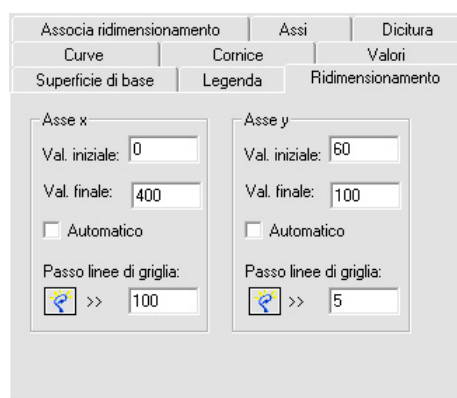 Associa ridimensionamento Assi Dicitura
Curve Cornice Valori
Superficie di base Legenda Ridimensionamento
Asse x
Val. iniziale: 0
Val. finale: 400
Automatico
Passo linee di griglia:
>> 100
Asse y
Val. iniziale: 60
Val. finale: 100
Automatico
Passo linee di griglia:
>> 5